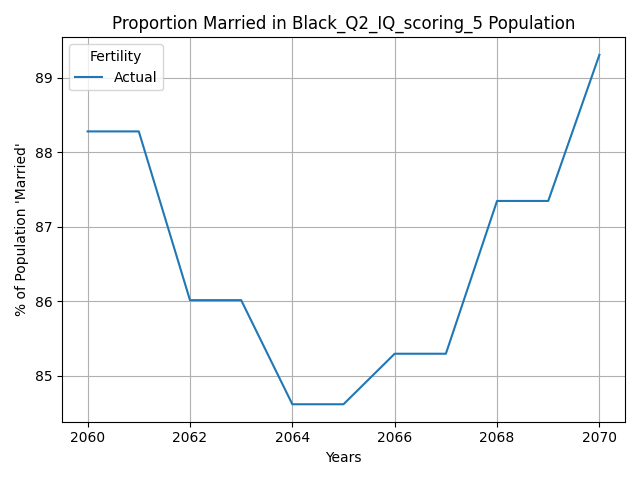 Proportion Married in Black_Q2_IQ_scoring_5 Population
Fertility
Actual
% of Population 'Married'
89
88
87
86
85
2060
2062
2064
2066
2068
2070
Years